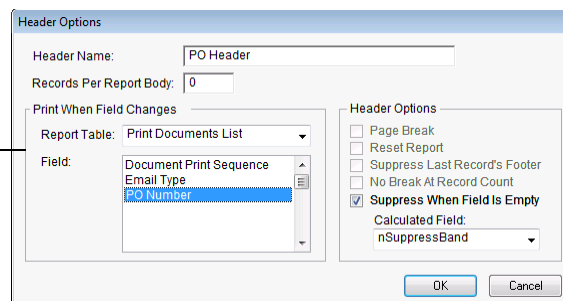 Header Options
Header Name: PO Header
Records Per Report Body: 0
Print When Field Changes
Report Table: Print Documents List
Field:
Document Print Sequence
Email Type
PO Number
Header Options
Page Break
Reset Report
Suppress Last Record's Footer
No Break At Record Count
Suppress When Field Is Empty
Calculated Field:
nSuppressBand
OK Cancel